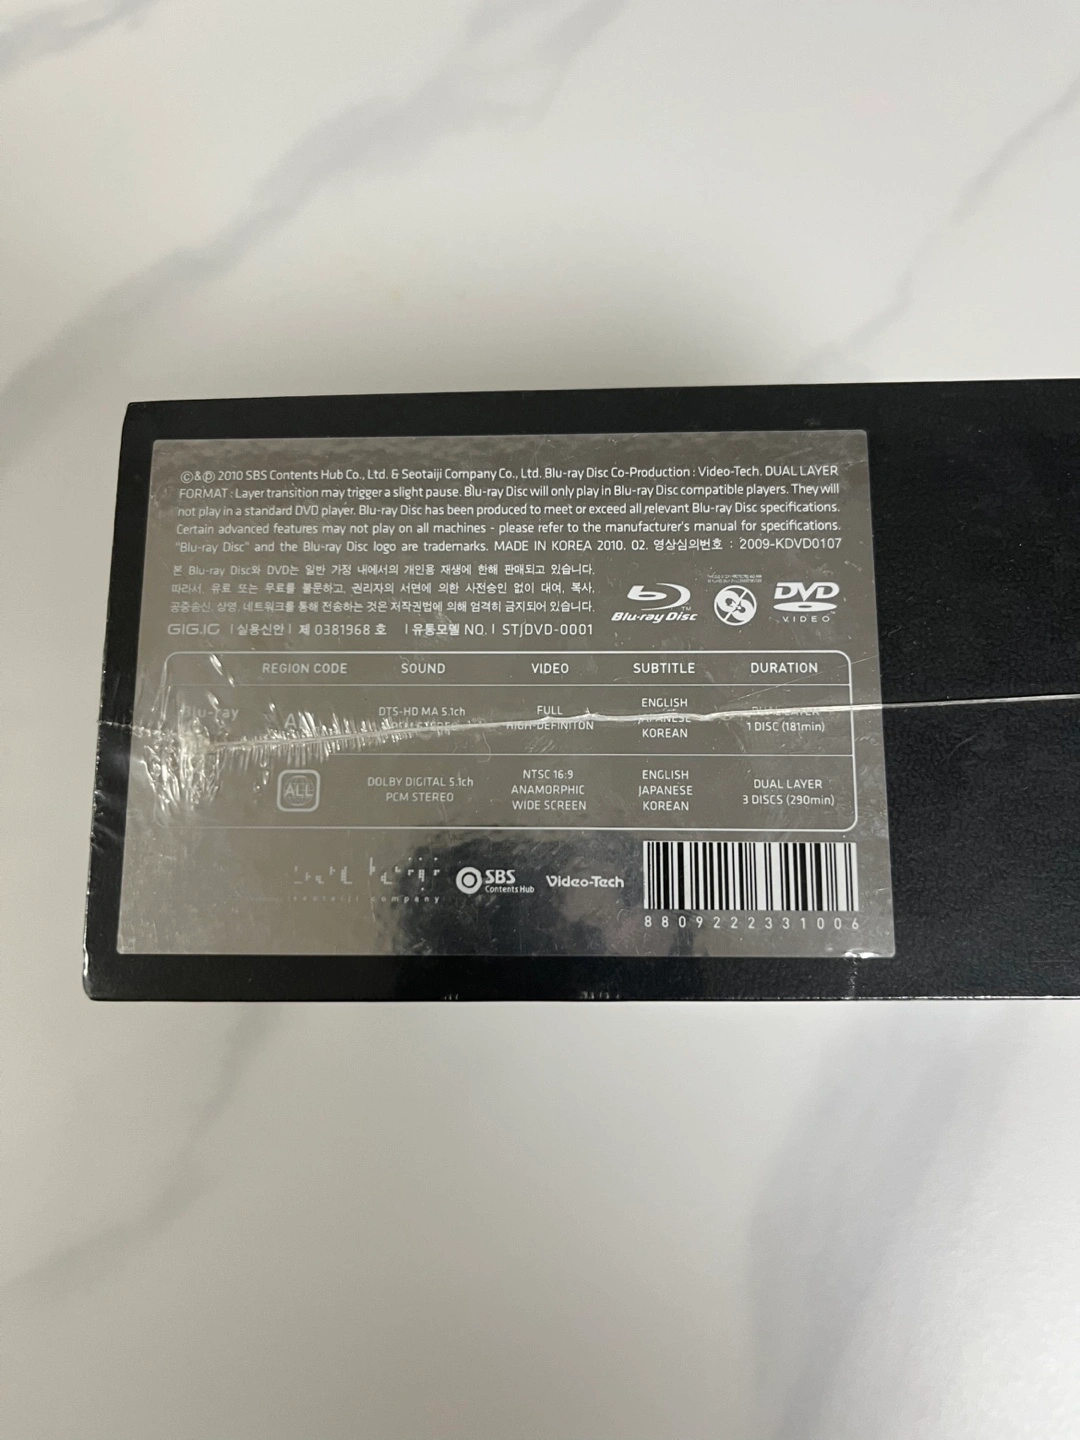 ©&℗ 2010 SBS Contents Hub Co., Ltd. & Seotaiji Company Co., Ltd. Blu-ray Disc Co-Production : Video-Tech. DUAL LAYER
FORMAT : Layer transition may trigger a slight pause. Blu-ray Disc will only play in Blu-ray Disc compatible players. They will
not play in a standard DVD player. Blu-ray Disc has been produced to meet or exceed all relevant Blu-ray Disc specifications.
Certain advanced features may not play on all machines - please refer to the manufacturer's manual for specifications.
"Blu-ray Disc" and the Blu-ray Disc logo are trademarks. MADE IN KOREA 2010. 02. 영상심의번호 : 2009-KDVD0107
본 Blu-ray Disc와 DVD는 일반 가정 내에서의 개인용 재생에 한해 판매되고 있습니다.
따라서, 유료 또는 무료를 불문하고, 권리자의 서면에 의한 사전승인 없이 대여, 복사,
공중송신, 상영, 네트워크를 통해 전송하는 것은 저작권법에 의해 엄격히 금지되어 있습니다.
GIG.IC | 실용신안 | 제 0381968 호 | 유통모델 NO. | STJDVD-0001
Blu-ray Disc
DVD
VIDEO
REGION CODE SOUND VIDEO SUBTITLE DURATION
Blu-ray DTS-HD MA 5.1ch FULL HIGH-DEFINITON ENGLISH JAPANESE KOREAN DUAL LAYER 1 DISC (181min)
ALL DOLBY DIGITAL 5.1ch PCM STEREO NTSC 16:9 ANAMORPHIC WIDE SCREEN ENGLISH JAPANESE KOREAN DUAL LAYER 3 DISCS (290min)
seotaiji company
SBS Contents Hub
Video-Tech
8809222331006